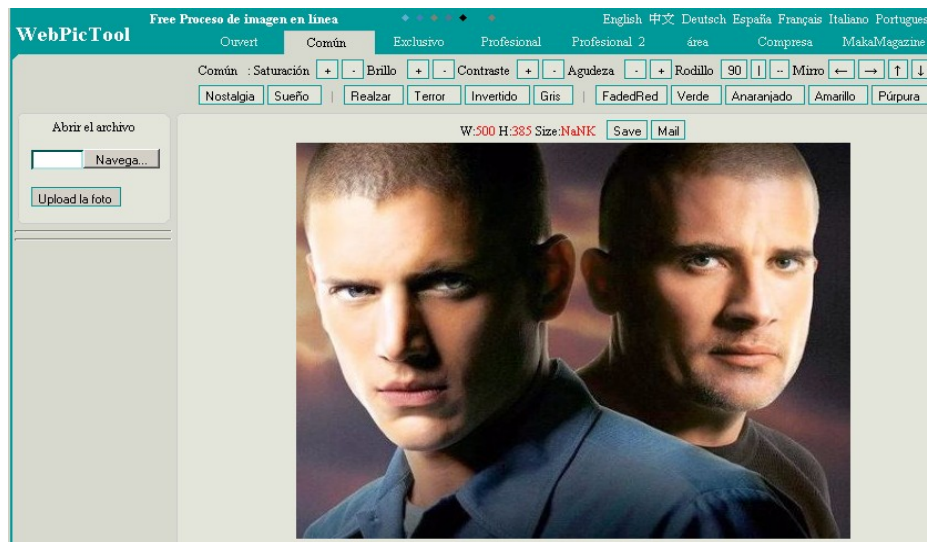 Free Proceso de imagen en línea
English 中文 Deutsch España Français Italiano Portugues
WebPicTool
Ouvert Común Exclusivo Profesional Profesional 2 área Compresa MakaMagazine
Común : Saturación + - Brillo + - Contraste + - Agudeza - + Rodillo 90 | -- Mirro ← → ↑ ↓
Nostalgia Sueño | Realzar Terror Invertido Gris | FadedRed Verde Anaranjado Amarillo Púrpura
Abrir el archivo
Navega...
Upload la foto
W:500 H:385 Size:NaNK Save Mail